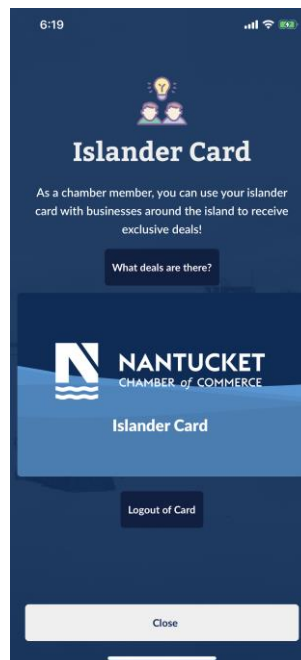 6:19
Islander Card
As a chamber member, you can use your islander
card with businesses around the island to receive
exclusive deals!
What deals are there?
N NANTUCKET
CHAMBER of COMMERCE
Islander Card
Logout of Card
Close